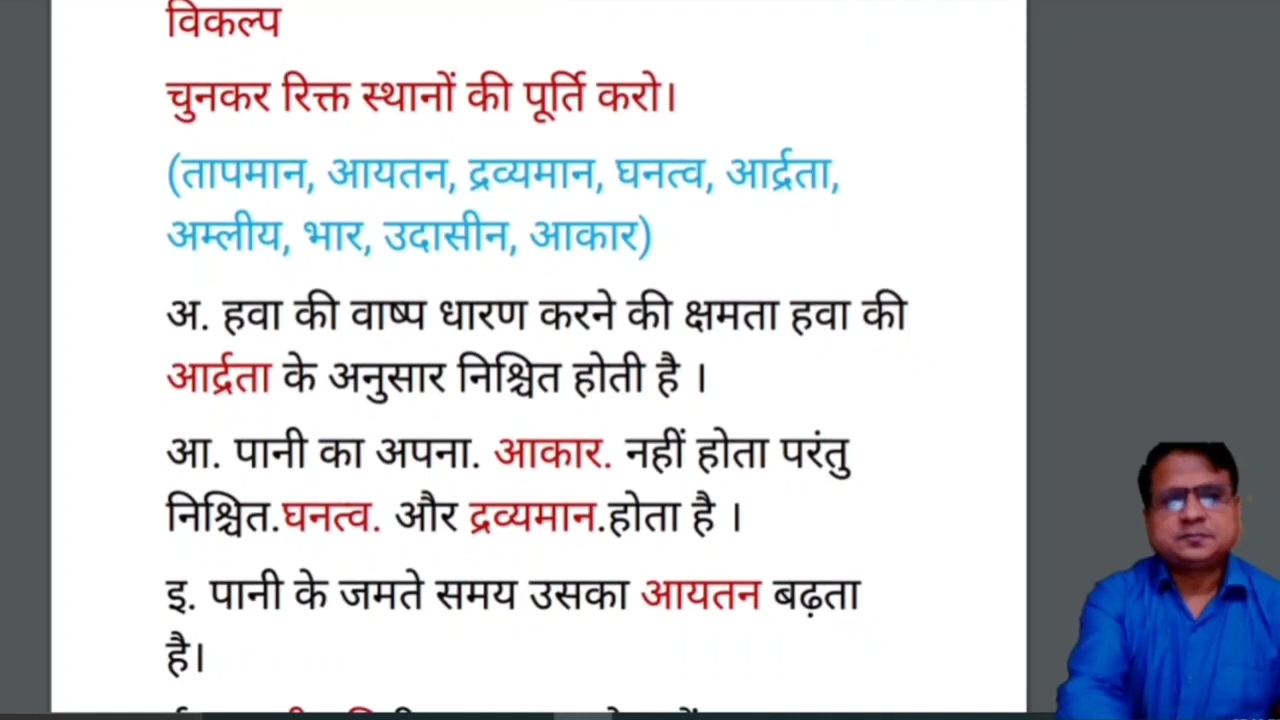 विकल्प
चुनकर रिक्त स्थानों की पूर्ति करो।
(तापमान, आयतन, द्रव्यमान, घनत्व, आर्द्रता,
अम्लीय, भार, उदासीन, आकार)
अ. हवा की वाष्प धारण करने की क्षमता हवा की
आर्द्रता के अनुसार निश्चित होती है ।
आ. पानी का अपना. आकार. नहीं होता परंतु
निश्चित.घनत्व. और द्रव्यमान.होता है ।
इ. पानी के जमते समय उसका आयतन बढ़ता
है।